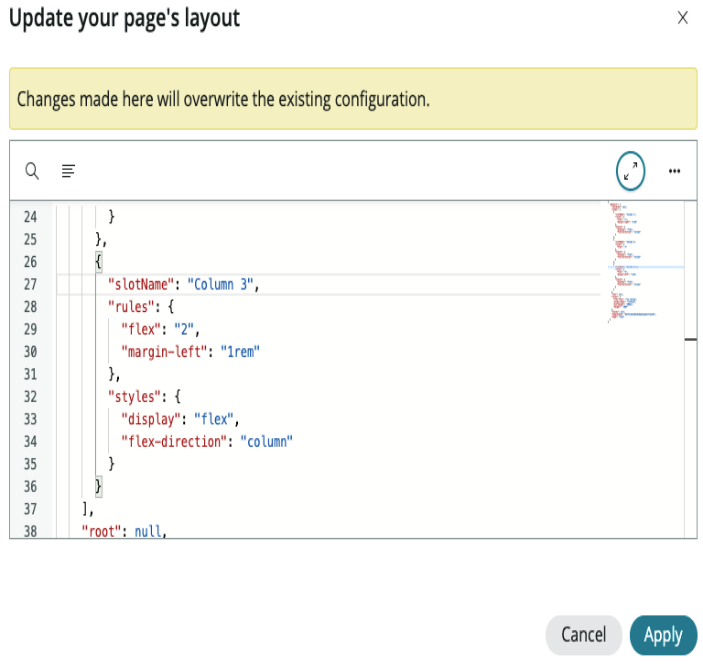 Update your page's layout
X
Changes made here will overwrite the existing configuration.
24 }
25 },
26 {
27 "slotName": "Column 3",
28 "rules": {
29 "flex": "2",
30 "margin-left": "1rem"
31 },
32 "styles": {
33 "display": "flex",
34 "flex-direction": "column"
35 }
36 }
37 ],
38 "root": null,
Cancel Apply